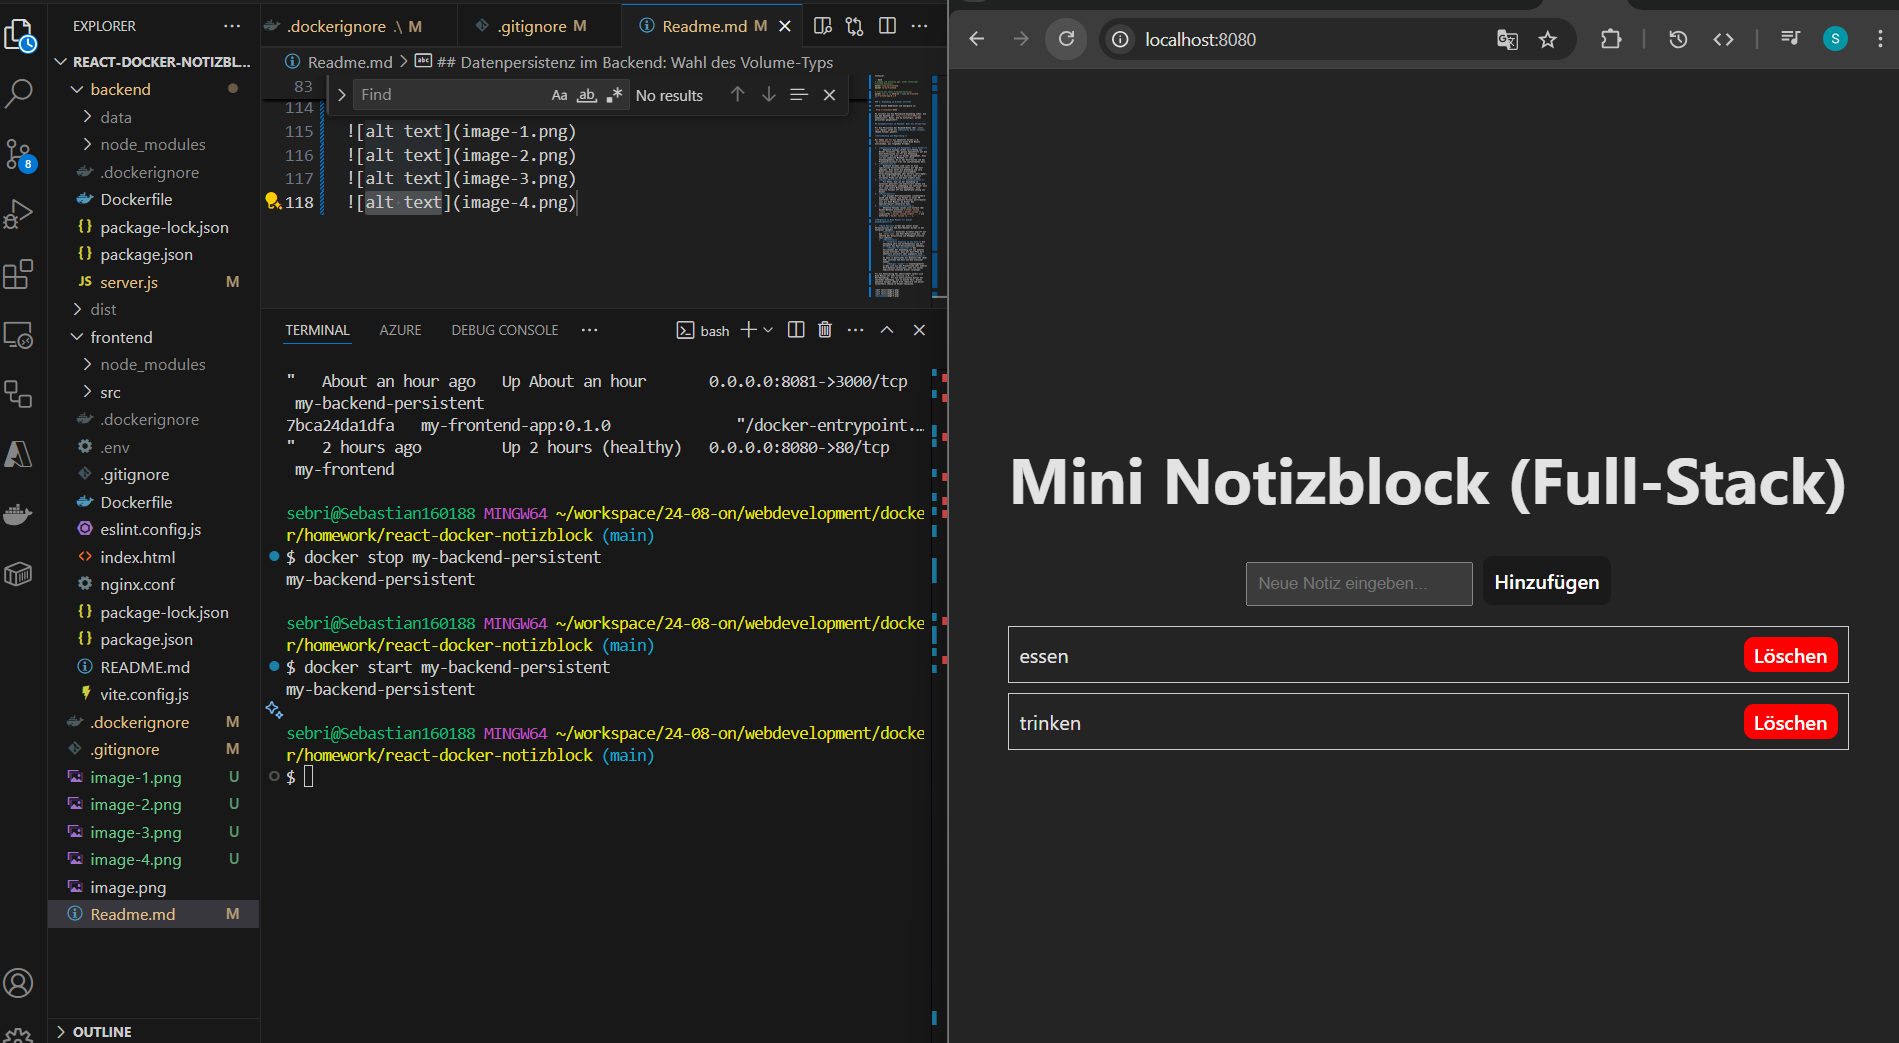 EXPLORER
REACT-DOCKER-NOTIZBL...
backend
data
node_modules
.dockerignore
Dockerfile
package-lock.json
package.json
JS server.js M
dist
frontend
node_modules
src
.dockerignore
.env
.gitignore
Dockerfile
eslint.config.js
index.html
nginx.conf
package-lock.json
package.json
README.md
vite.config.js
.dockerignore M
.gitignore M
image-1.png U
image-2.png U
image-3.png U
image-4.png U
image.png
Readme.md M
OUTLINE
8
.dockerignore .\ M
.gitignore M
Readme.md M
Readme.md > ## Datenpersistenz im Backend: Wahl des Volume-Typs
83
Find Aa ab .* No results
114
115 ![alt text](image-1.png)
116 ![alt text](image-2.png)
117 ![alt text](image-3.png)
118 ![alt text](image-4.png)
TERMINAL AZURE DEBUG CONSOLE ... bash
" About an hour ago Up About an hour 0.0.0.0:8081->3000/tcp
my-backend-persistent
7bca24da1dfa my-frontend-app:0.1.0 "/docker-entrypoint.…
" 2 hours ago Up 2 hours (healthy) 0.0.0.0:8080->80/tcp
my-frontend
sebri@Sebastian160188 MINGW64 ~/workspace/24-08-on/webdevelopment/docke
r/homework/react-docker-notizblock (main)
$ docker stop my-backend-persistent
my-backend-persistent
sebri@Sebastian160188 MINGW64 ~/workspace/24-08-on/webdevelopment/docke
r/homework/react-docker-notizblock (main)
$ docker start my-backend-persistent
my-backend-persistent
sebri@Sebastian160188 MINGW64 ~/workspace/24-08-on/webdevelopment/docke
r/homework/react-docker-notizblock (main)
$
localhost:8080
S
Mini Notizblock (Full-Stack)
Neue Notiz eingeben... Hinzufügen
essen Löschen
trinken Löschen